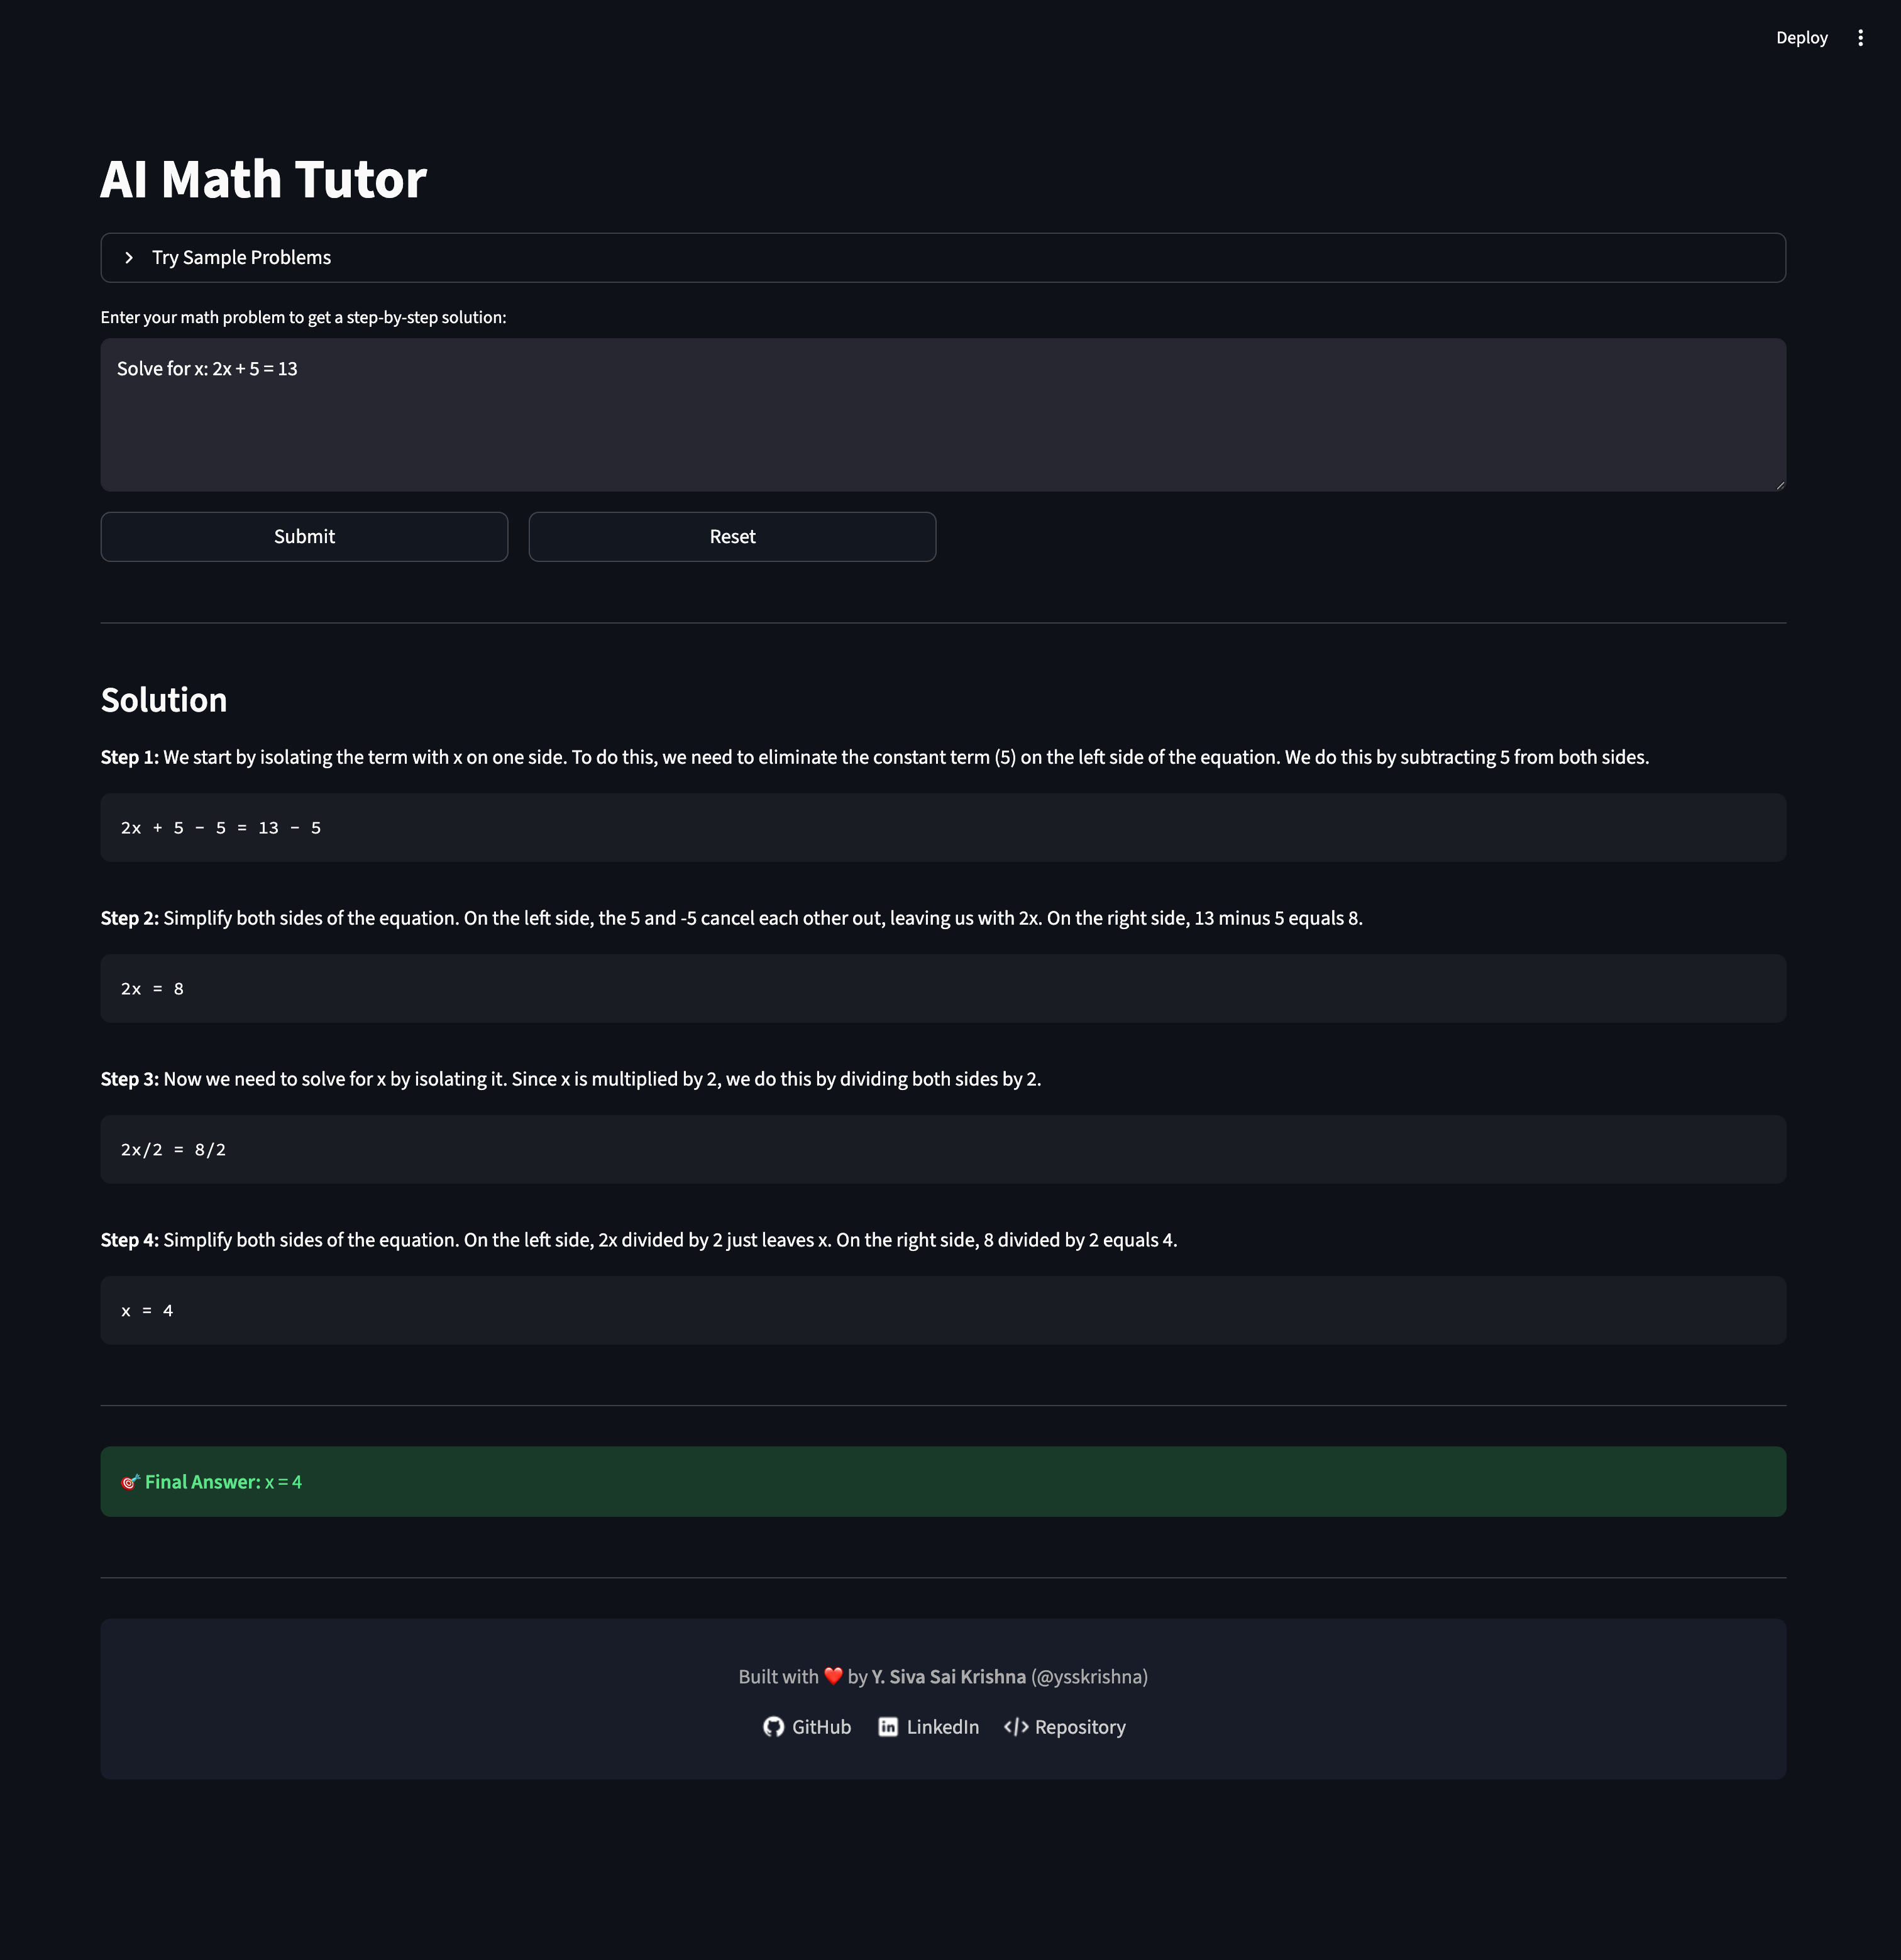 Deploy
AI Math Tutor
Try Sample Problems
Enter your math problem to get a step-by-step solution:
Solve for x: 2x + 5 = 13
Submit Reset
Solution
Step 1: We start by isolating the term with x on one side. To do this, we need to eliminate the constant term (5) on the left side of the equation. We do this by subtracting 5 from both sides.
2x + 5 - 5 = 13 - 5
Step 2: Simplify both sides of the equation. On the left side, the 5 and -5 cancel each other out, leaving us with 2x. On the right side, 13 minus 5 equals 8.
2x = 8
Step 3: Now we need to solve for x by isolating it. Since x is multiplied by 2, we do this by dividing both sides by 2.
2x/2 = 8/2
Step 4: Simplify both sides of the equation. On the left side, 2x divided by 2 just leaves x. On the right side, 8 divided by 2 equals 4.
x = 4
🎯 Final Answer: x = 4
Built with ❤️ by Y. Siva Sai Krishna (@ysskrishna)
GitHub LinkedIn Repository